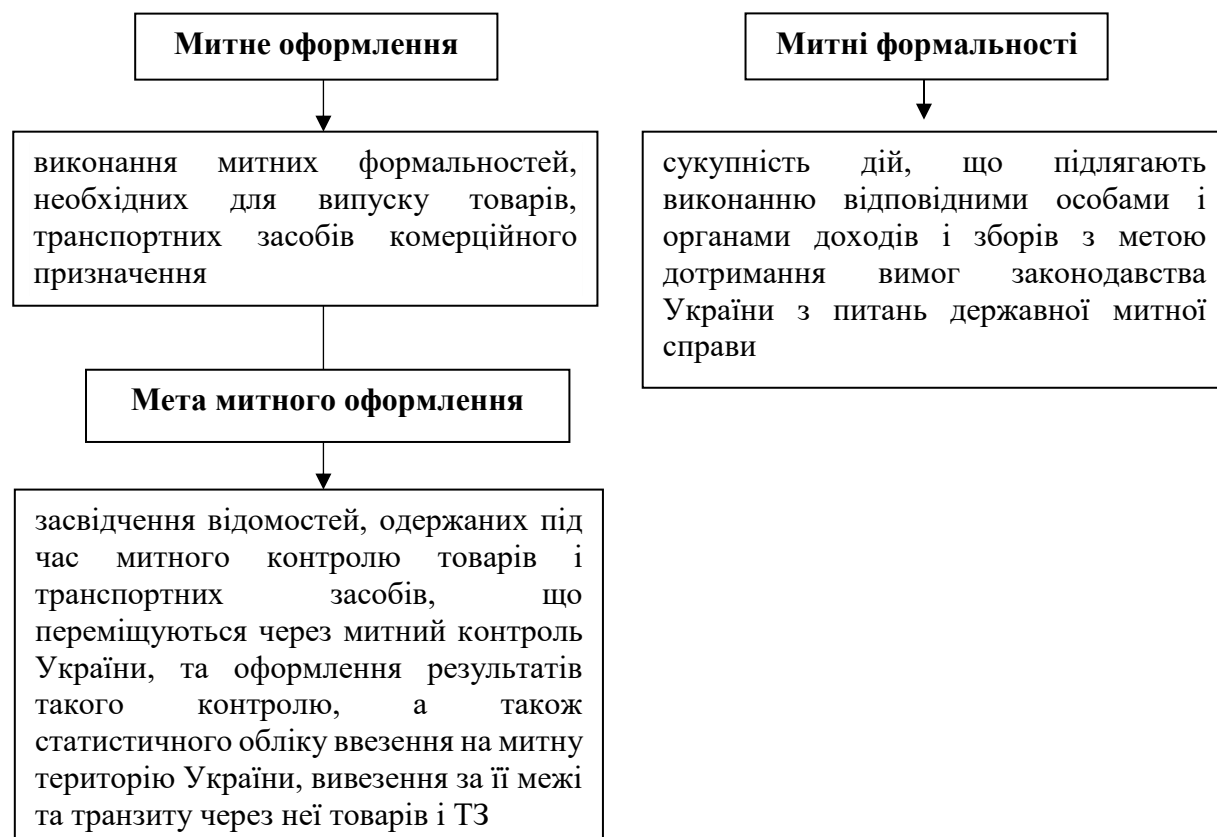 Митне оформлення
виконання митних формальностей,
необхідних для випуску товарів,
транспортних засобів комерційного
призначення
Мета митного оформлення
засвідчення відомостей, одержаних під
час митного контролю товарів і
транспортних засобів, що
переміщуються через митний контроль
України, та оформлення результатів
такого контролю, а також
статистичного обліку ввезення на митну
територію України, вивезення за її межі
та транзиту через неї товарів і ТЗ
Митні формальності
сукупність дій, що підлягають
виконанню відповідними особами і
органами доходів і зборів з метою
дотримання вимог законодавства
України з питань державної митної
справи